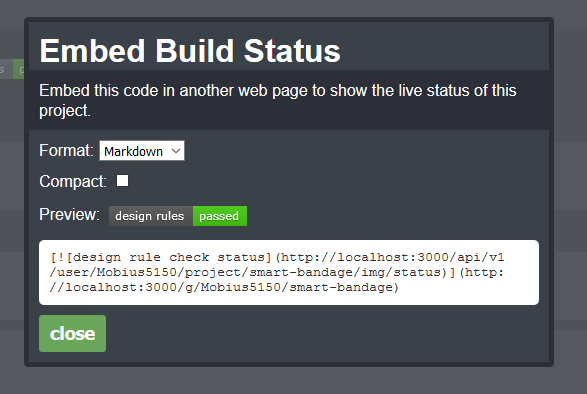 Embed Build Status
Embed this code in another web page to show the live status of this
project.
Format: Markdown
Compact:
Preview: design rules passed
[![design rule check status](http://localhost:3000/api/v1
/user/Mobius5150/project/smart-bandage/img/status)](http:
//localhost:3000/g/Mobius5150/smart-bandage)
close